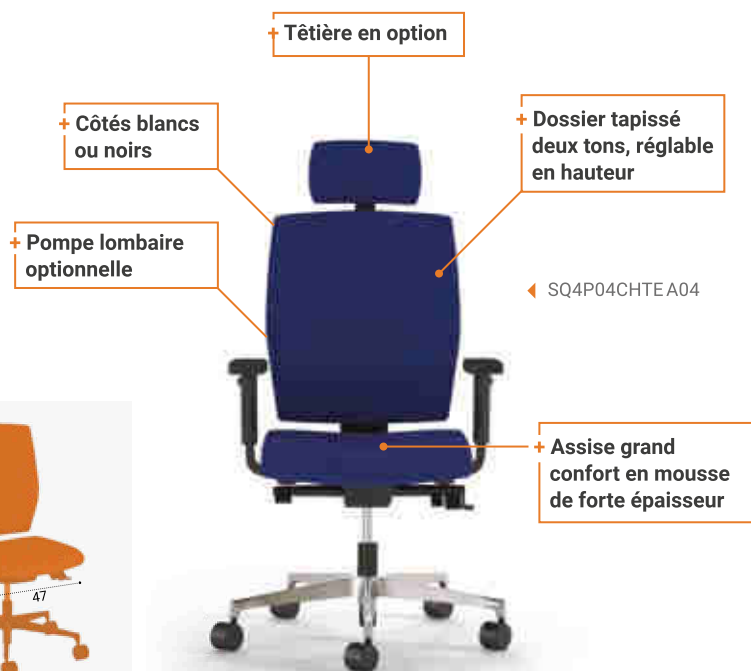 + Têtière en option
+ Côtés blancs
ou noirs
+ Dossier tapissé
deux tons, réglable
en hauteur
+ Pompe lombaire
optionnelle
SQ4P04CHTE A04
+ Assise grand
confort en mousse
de forte épaisseur
47